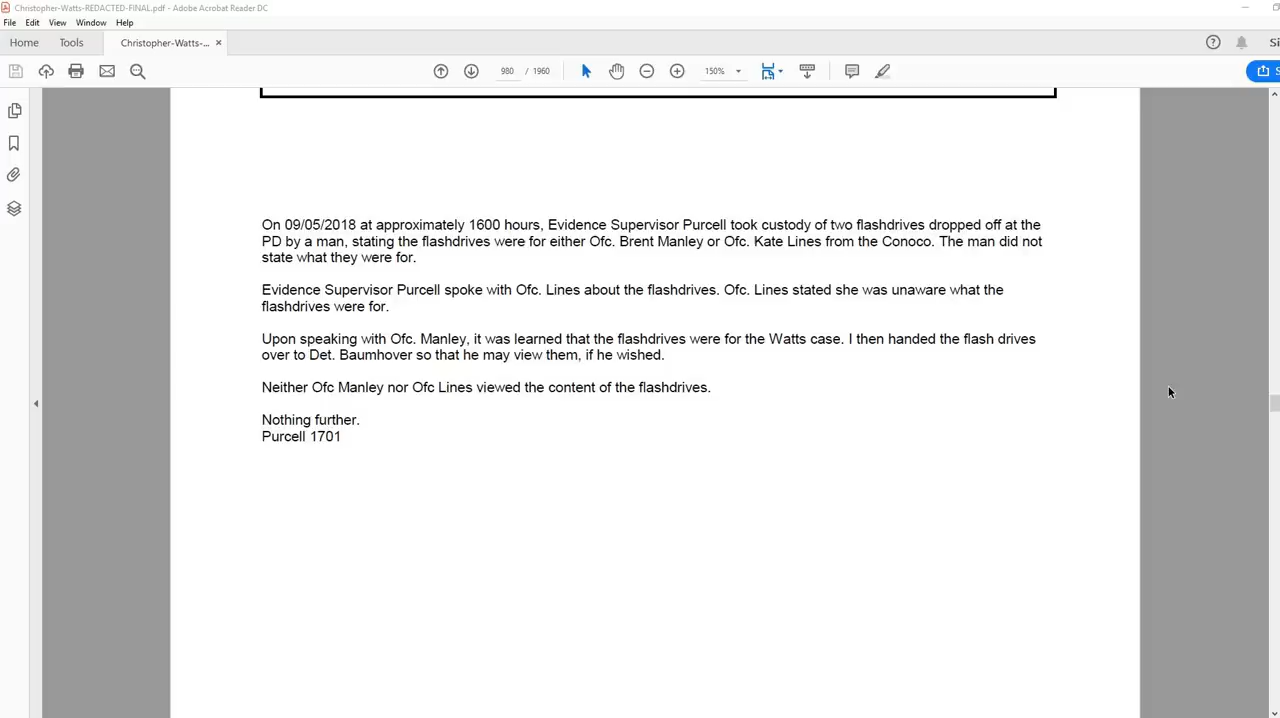 Christopher-Watts-REDACTED-FINAL.pdf - Adobe Acrobat Reader DC
File Edit View Window Help
Home Tools Christopher-Watts-... ×
980 / 1960 150%
On 09/05/2018 at approximately 1600 hours, Evidence Supervisor Purcell took custody of two flashdrives dropped off at the
PD by a man, stating the flashdrives were for either Ofc. Brent Manley or Ofc. Kate Lines from the Conoco. The man did not
state what they were for.
Evidence Supervisor Purcell spoke with Ofc. Lines about the flashdrives. Ofc. Lines stated she was unaware what the
flashdrives were for.
Upon speaking with Ofc. Manley, it was learned that the flashdrives were for the Watts case. I then handed the flash drives
over to Det. Baumhover so that he may view them, if he wished.
Neither Ofc Manley nor Ofc Lines viewed the content of the flashdrives.
Nothing further.
Purcell 1701